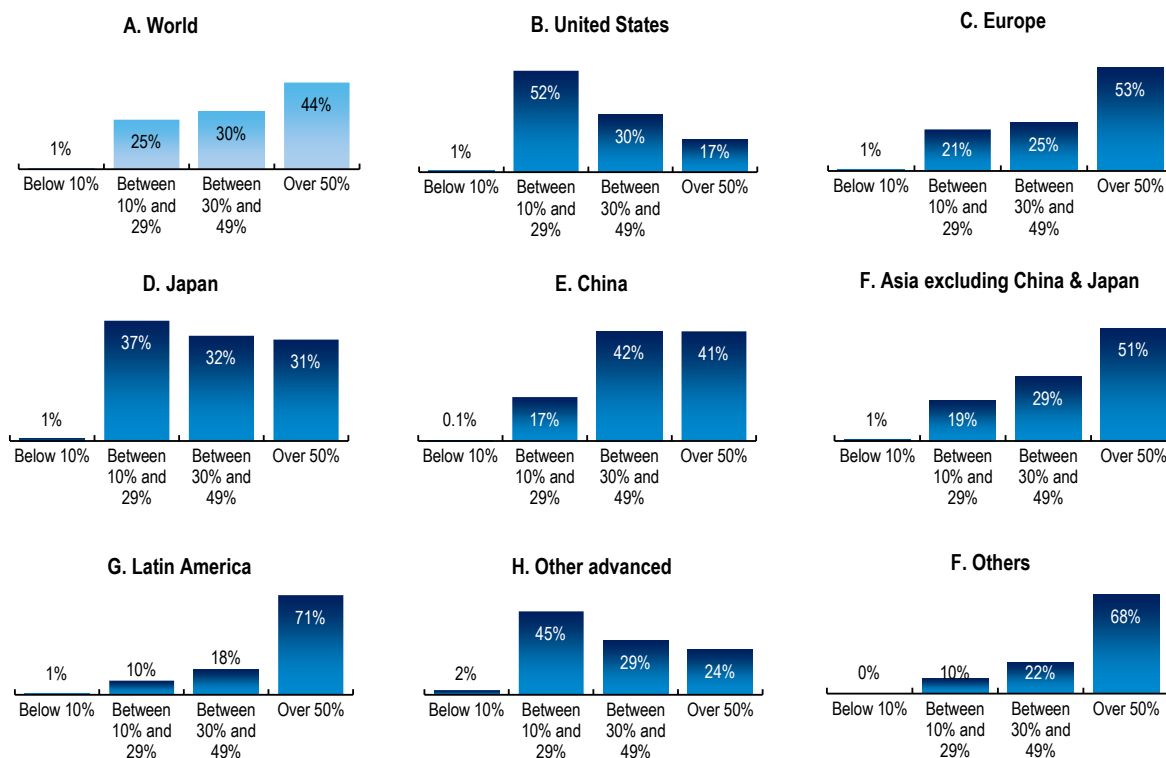 A. World
1%
25%
30%
44%
Below 10%
Between
10% and
29%
Between
30% and
49%
Over 50%
B. United States
1%
52%
30%
17%
Below 10%
Between
10% and
29%
Between
30% and
49%
Over 50%
C. Europe
1%
21%
25%
53%
Below 10%
Between
10% and
29%
Between
30% and
49%
Over 50%
D. Japan
1%
37%
32%
31%
Below 10%
Between
10% and
29%
Between
30% and
49%
Over 50%
E. China
0.1%
17%
42%
41%
Below 10%
Between
10% and
29%
Between
30% and
49%
Over 50%
F. Asia excluding China & Japan
1%
19%
29%
51%
Below 10%
Between
10% and
29%
Between
30% and
49%
Over 50%
G. Latin America
1%
10%
18%
71%
Below 10%
Between
10% and
29%
Between
30% and
49%
Over 50%
H. Other advanced
2%
45%
29%
24%
Below 10%
Between
10% and
29%
Between
30% and
49%
Over 50%
F. Others
0%
10%
22%
68%
Below 10%
Between
10% and
29%
Between
30% and
49%
Over 50%